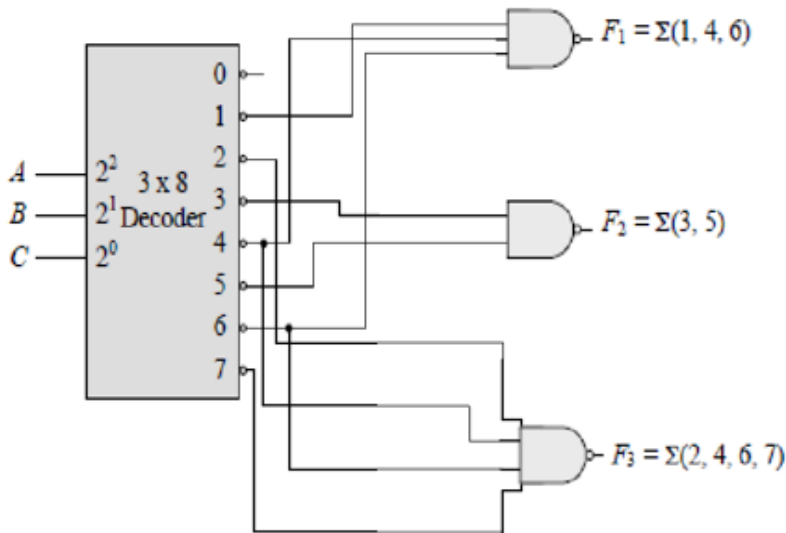 F₁ = Σ(1, 4, 6)
0
1
2
3
4
5
6
7
A
B
C
2²
2¹
2⁰
3 x 8
Decoder
F₂ = Σ(3, 5)
F₃ = Σ(2, 4, 6, 7)